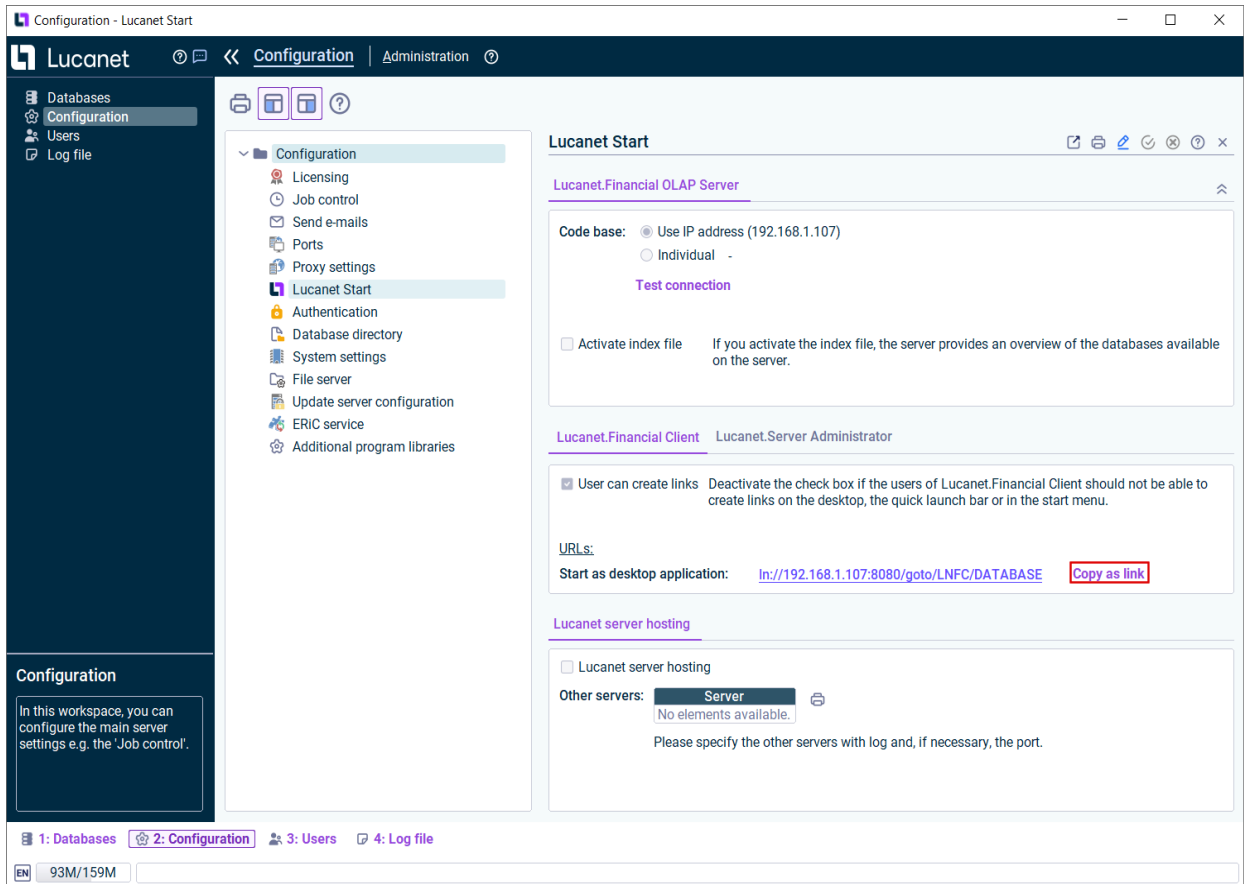 Configuration - Lucanet Start
Lucanet
Configuration
Administration
Databases
Configuration
Users
Log file
Configuration
Licensing
Job control
Send e-mails
Ports
Proxy settings
Lucanet Start
Authentication
Database directory
System settings
File server
Update server configuration
ERiC service
Additional program libraries
Lucanet Start
Lucanet.Financial OLAP Server
Code base: Use IP address (192.168.1.107)
Individual -
Test connection
Activate index file If you activate the index file, the server provides an overview of the databases available
on the server.
Lucanet.Financial Client Lucanet.Server Administrator
User can create links Deactivate the check box if the users of Lucanet.Financial Client should not be able to
create links on the desktop, the quick launch bar or in the start menu.
URLs:
Start as desktop application: ln://192.168.1.107:8080/goto/LNFC/DATABASE Copy as link
Lucanet server hosting
Lucanet server hosting
Other servers: Server
No elements available.
Please specify the other servers with log and, if necessary, the port.
Configuration
In this workspace, you can
configure the main server
settings e.g. the 'Job control'.
1: Databases 2: Configuration 3: Users 4: Log file
EN 93M/159M